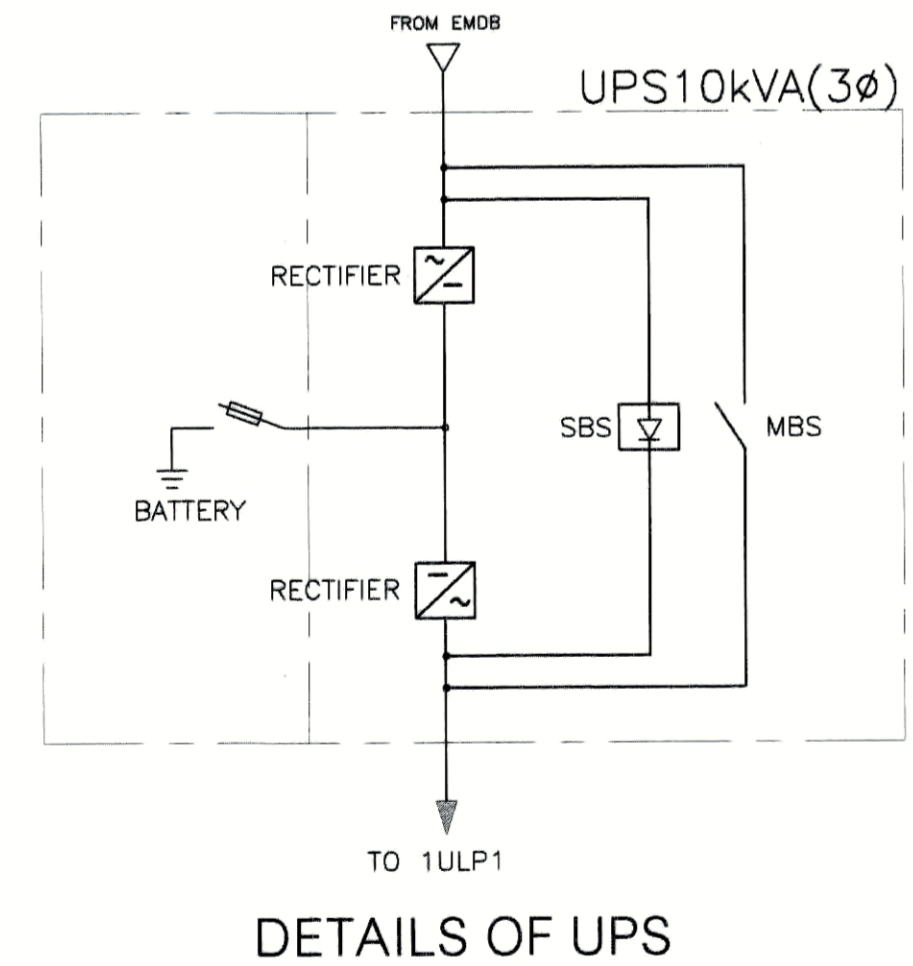 FROM EMDB
UPS10kVA(3ø)
RECTIFIER
SBS
MBS
BATTERY
RECTIFIER
TO 1ULP1
DETAILS OF UPS